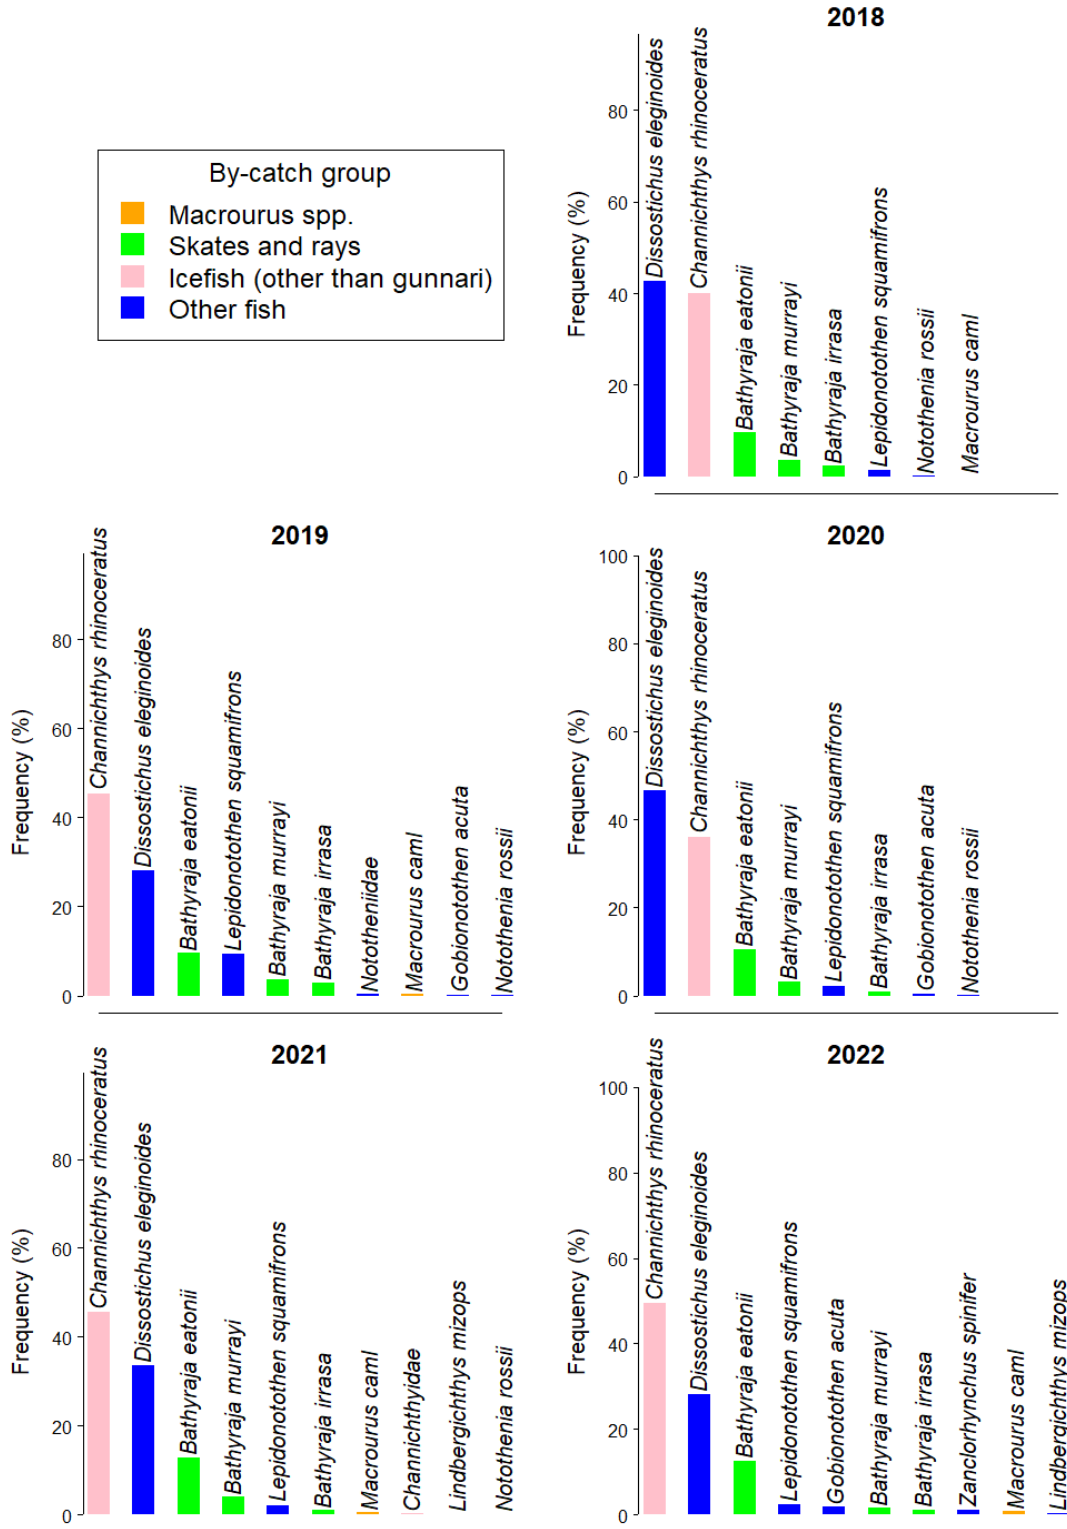 2018
By-catch group
Macrourus spp.
Skates and rays
Icefish (other than gunnari)
Other fish
Frequency (%)
80
60
40
20
0
Dissostichus eleginoides
Channichthys rhinoceratus
Bathyraja eatonii
Bathyraja murrayi
Bathyraja irrasa
Lepidonotothen squamifrons
Notothenia rossii
Macrourus caml
2019
Frequency (%)
80
60
40
20
0
Channichthys rhinoceratus
Dissostichus eleginoides
Bathyraja eatonii
Lepidonotothen squamifrons
Bathyraja murrayi
Bathyraja irrasa
Nototheniidae
Macrourus caml
Gobionotothen acuta
Notothenia rossii
2020
Frequency (%)
100
80
60
40
20
0
Dissostichus eleginoides
Channichthys rhinoceratus
Bathyraja eatonii
Bathyraja murrayi
Lepidonotothen squamifrons
Bathyraja irrasa
Gobionotothen acuta
Notothenia rossii
2021
Frequency (%)
80
60
40
20
0
Channichthys rhinoceratus
Dissostichus eleginoides
Bathyraja eatonii
Bathyraja murrayi
Lepidonotothen squamifrons
Bathyraja irrasa
Macrourus caml
Channichthyidae
Lindbergichthys mizops
Notothenia rossii
2022
Frequency (%)
100
80
60
40
20
0
Channichthys rhinoceratus
Dissostichus eleginoides
Bathyraja eatonii
Lepidonotothen squamifrons
Gobionotothen acuta
Bathyraja murrayi
Bathyraja irrasa
Zanclorhynchus spinifer
Macrourus caml
Lindbergichthys mizops